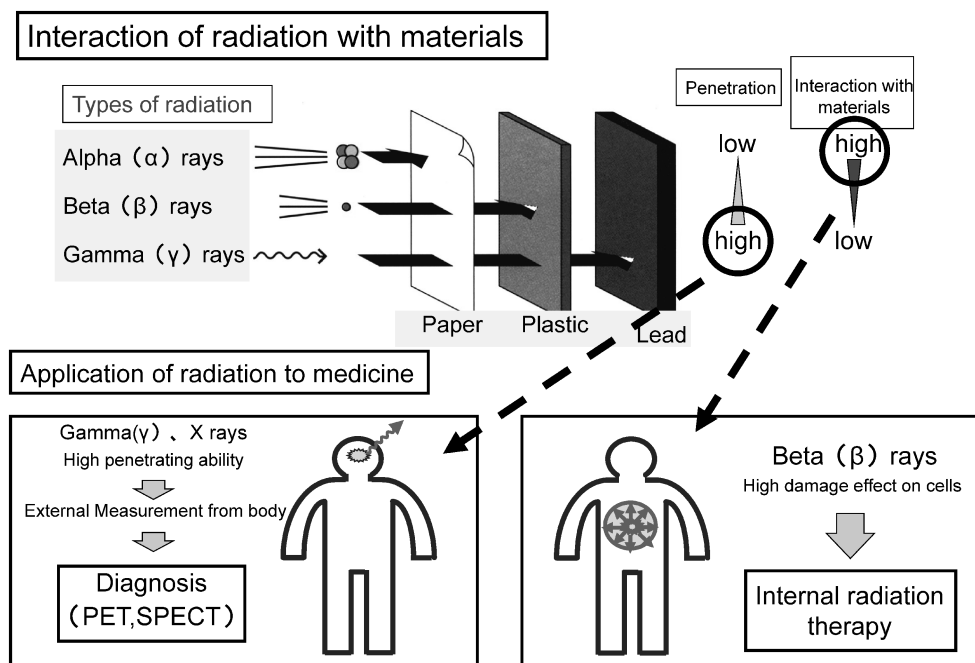 Interaction of radiation with materials
Types of radiation
Penetration
Interaction with
materials
Alpha (α) rays
Beta (β) rays
Gamma (γ) rays
low
high
high
low
Paper
Plastic
Lead
Application of radiation to medicine
Gamma(γ) 、 X rays
High penetrating ability
External Measurement from body
Diagnosis
(PET,SPECT)
Beta (β) rays
High damage effect on cells
Internal radiation
therapy